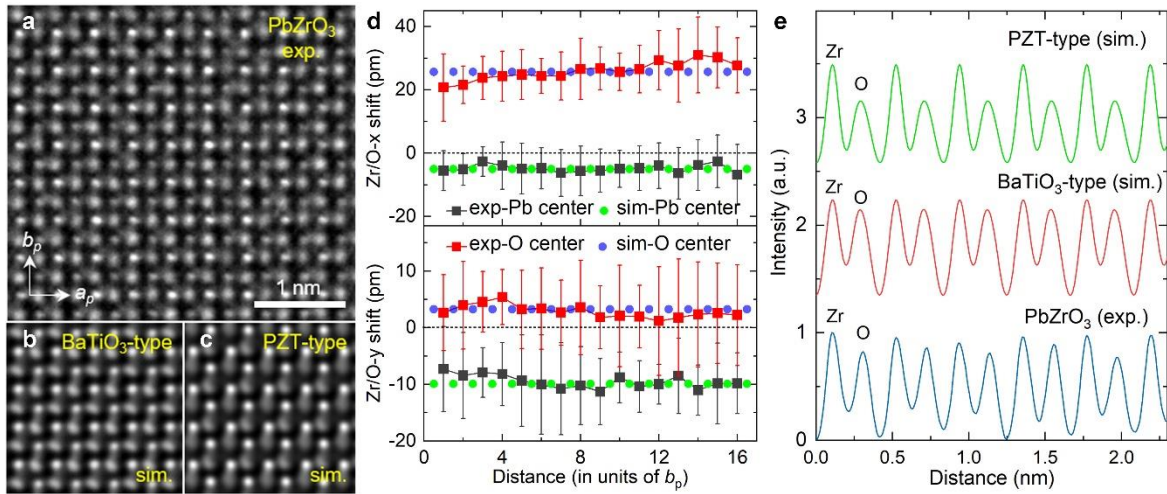 a
PbZrO3
exp.
bp
ap
1 nm
b
BaTiO3-type
sim.
c
PZT-type
sim.
d
Zr/O-x shift (pm)
40
20
0
-20
exp-Pb center
sim-Pb center
exp-O center
sim-O center
Zr/O-y shift (pm)
10
0
-10
-20
0 4 8 12 16
Distance (in units of bp)
e
Intensity (a.u.)
3
2
1
0
Zr
O
PZT-type (sim.)
Zr
O
BaTiO3-type (sim.)
Zr
O
PbZrO3 (exp.)
0.0 0.5 1.0 1.5 2.0
Distance (nm)